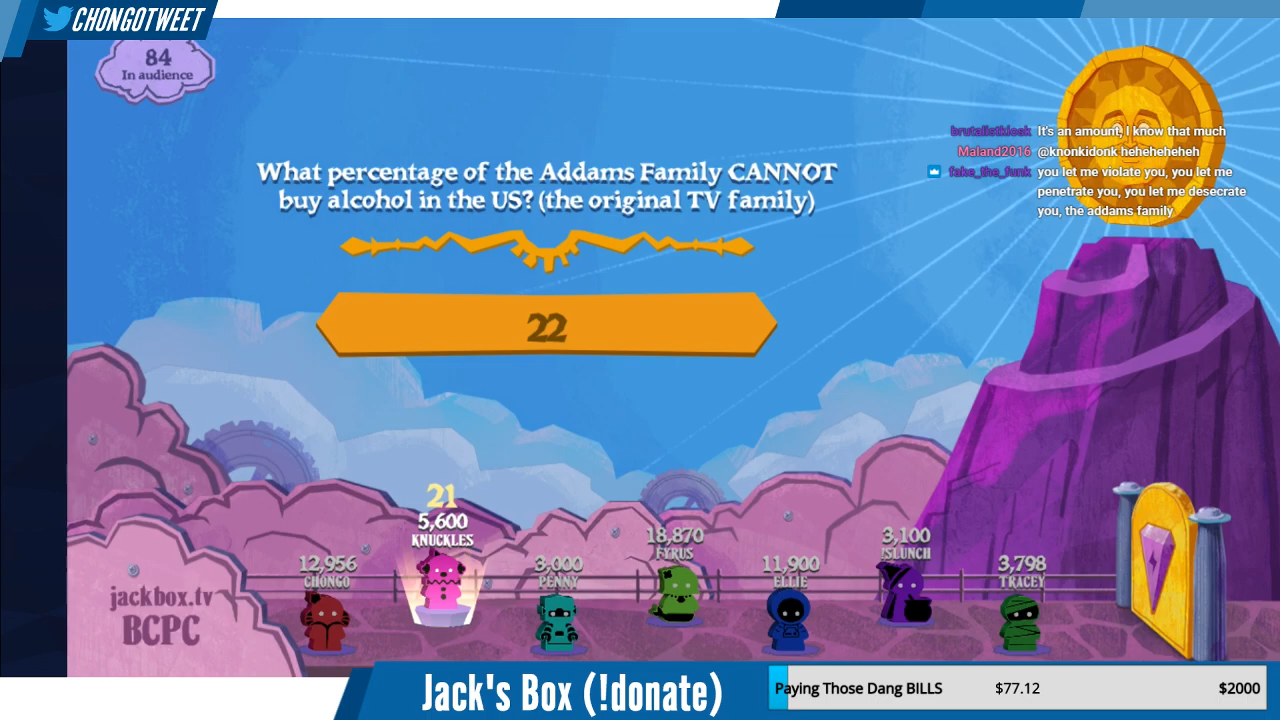 CHONGOTWEET
84
In audience
brutalistkiosk It's an amount, I know that much
Maland2016 @knonkidonk heheheheheh
fake_the_funk you let me violate you, you let me
penetrate you, you let me desecrate
you, the addams family
What percentage of the Addams Family CANNOT
buy alcohol in the US? (the original TV family)
22
21
5,600
KNUCKLES
12,956
CHONGO
3,000
PENNY
18,870
FYRUS
11,900
ELLIE
3,100
!SLUNCH
3,798
TRACEY
jackbox.tv
BCPC
Jack's Box (!donate)
Paying Those Dang BILLS $77.12 $2000